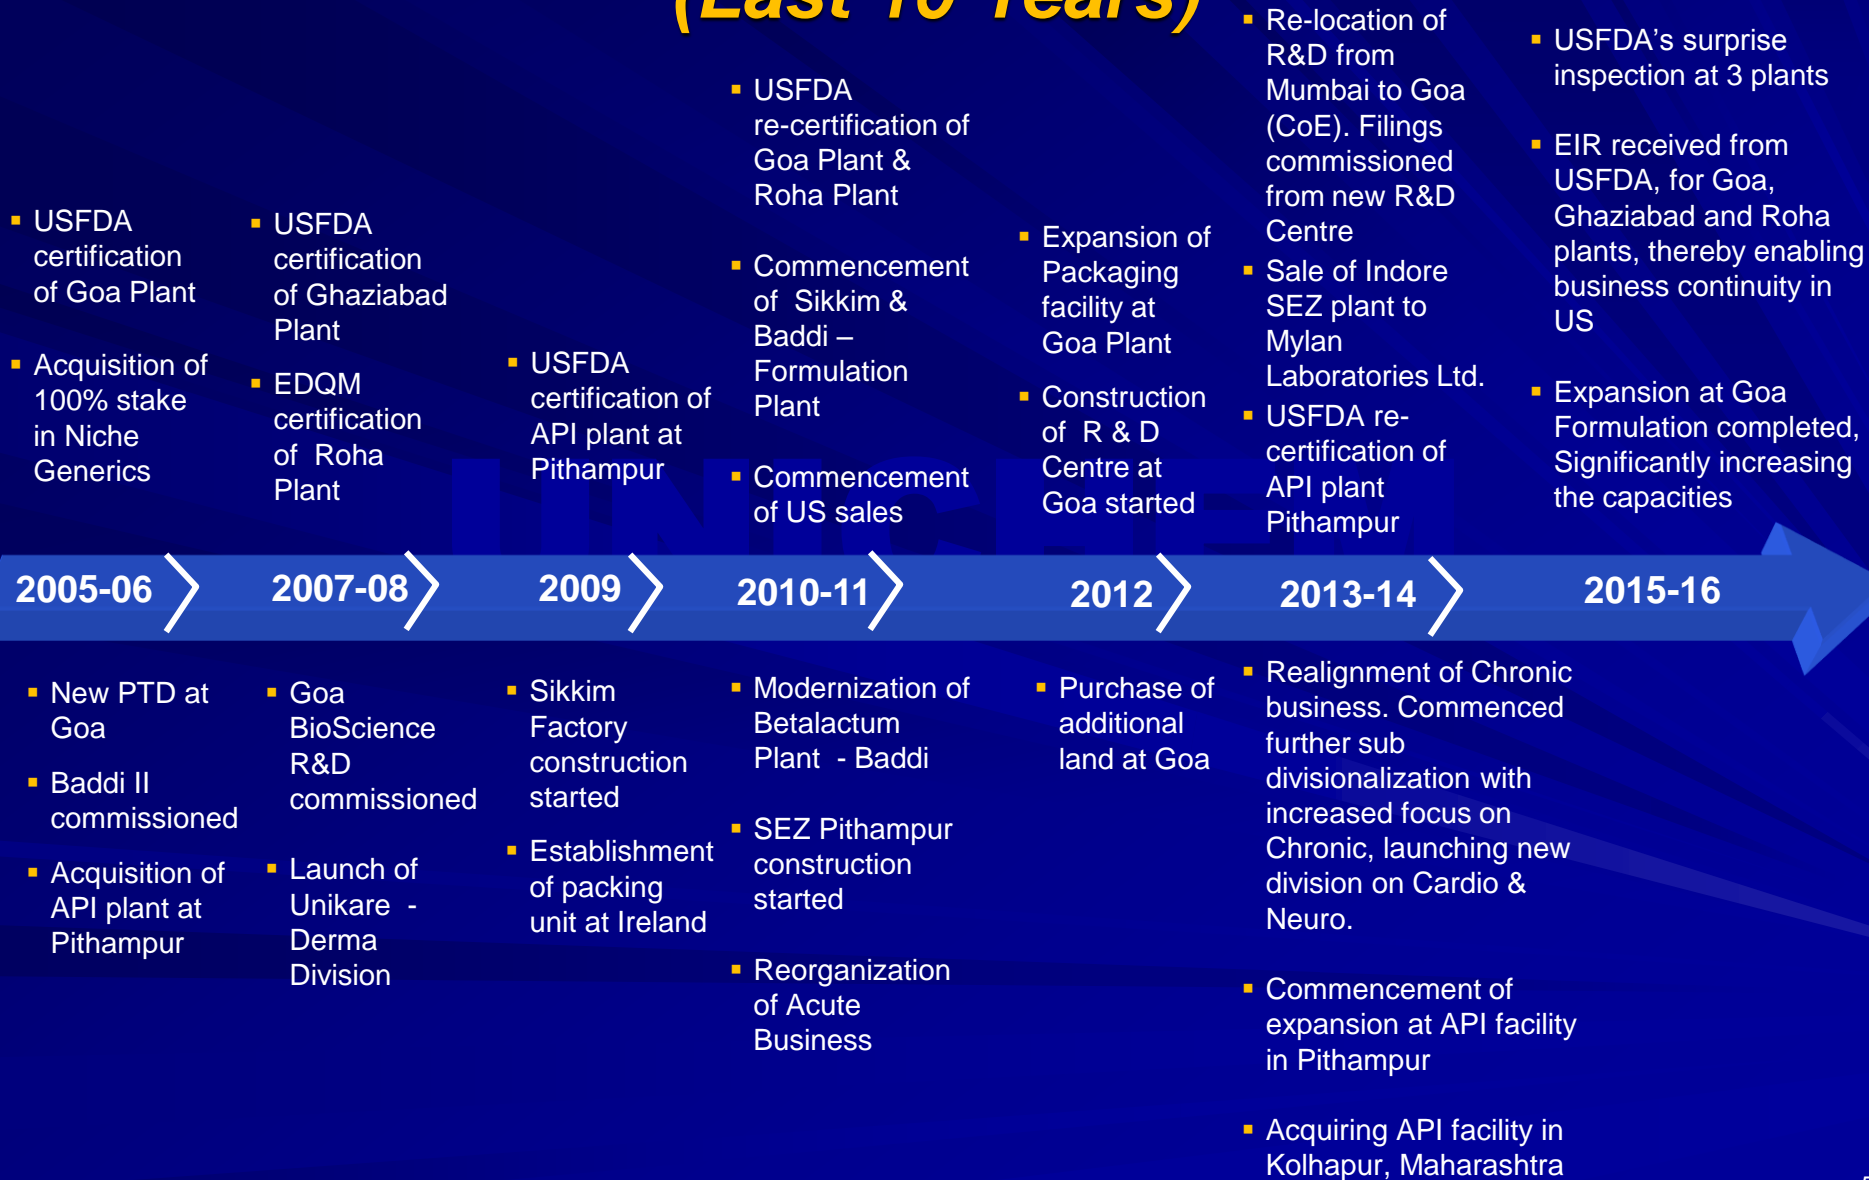 (Last 10 Years)
USFDA
certification
of Goa Plant
Acquisition of
100% stake
in Niche
Generics
USFDA
certification
of Ghaziabad
Plant
EDQM
certification
of Roha
Plant
USFDA
certification of
API plant at
Pithampur
USFDA
re-certification of
Goa Plant &
Roha Plant
Commencement
of Sikkim &
Baddi –
Formulation
Plant
Commencement
of US sales
Expansion of
Packaging
facility at
Goa Plant
Construction
of R & D
Centre at
Goa started
Re-location of
R&D from
Mumbai to Goa
(CoE). Filings
commissioned
from new R&D
Centre
Sale of Indore
SEZ plant to
Mylan
Laboratories Ltd.
USFDA re-
certification of
API plant
Pithampur
USFDA’s surprise
inspection at 3 plants
EIR received from
USFDA, for Goa,
Ghaziabad and Roha
plants, thereby enabling
business continuity in
US
Expansion at Goa
Formulation completed,
Significantly increasing
the capacities
UNICHEM
2005-06
2007-08
2009
2010-11
2012
2013-14
2015-16
New PTD at
Goa
Baddi II
commissioned
Acquisition of
API plant at
Pithampur
Goa
BioScience
R&D
commissioned
Launch of
Unikare -
Derma
Division
Sikkim
Factory
construction
started
Establishment
of packing
unit at Ireland
Modernization of
Betalactum
Plant - Baddi
SEZ Pithampur
construction
started
Reorganization
of Acute
Business
Purchase of
additional
land at Goa
Realignment of Chronic
business. Commenced
further sub
divisionalization with
increased focus on
Chronic, launching new
division on Cardio &
Neuro.
Commencement of
expansion at API facility
in Pithampur
Acquiring API facility in
Kolhapur, Maharashtra